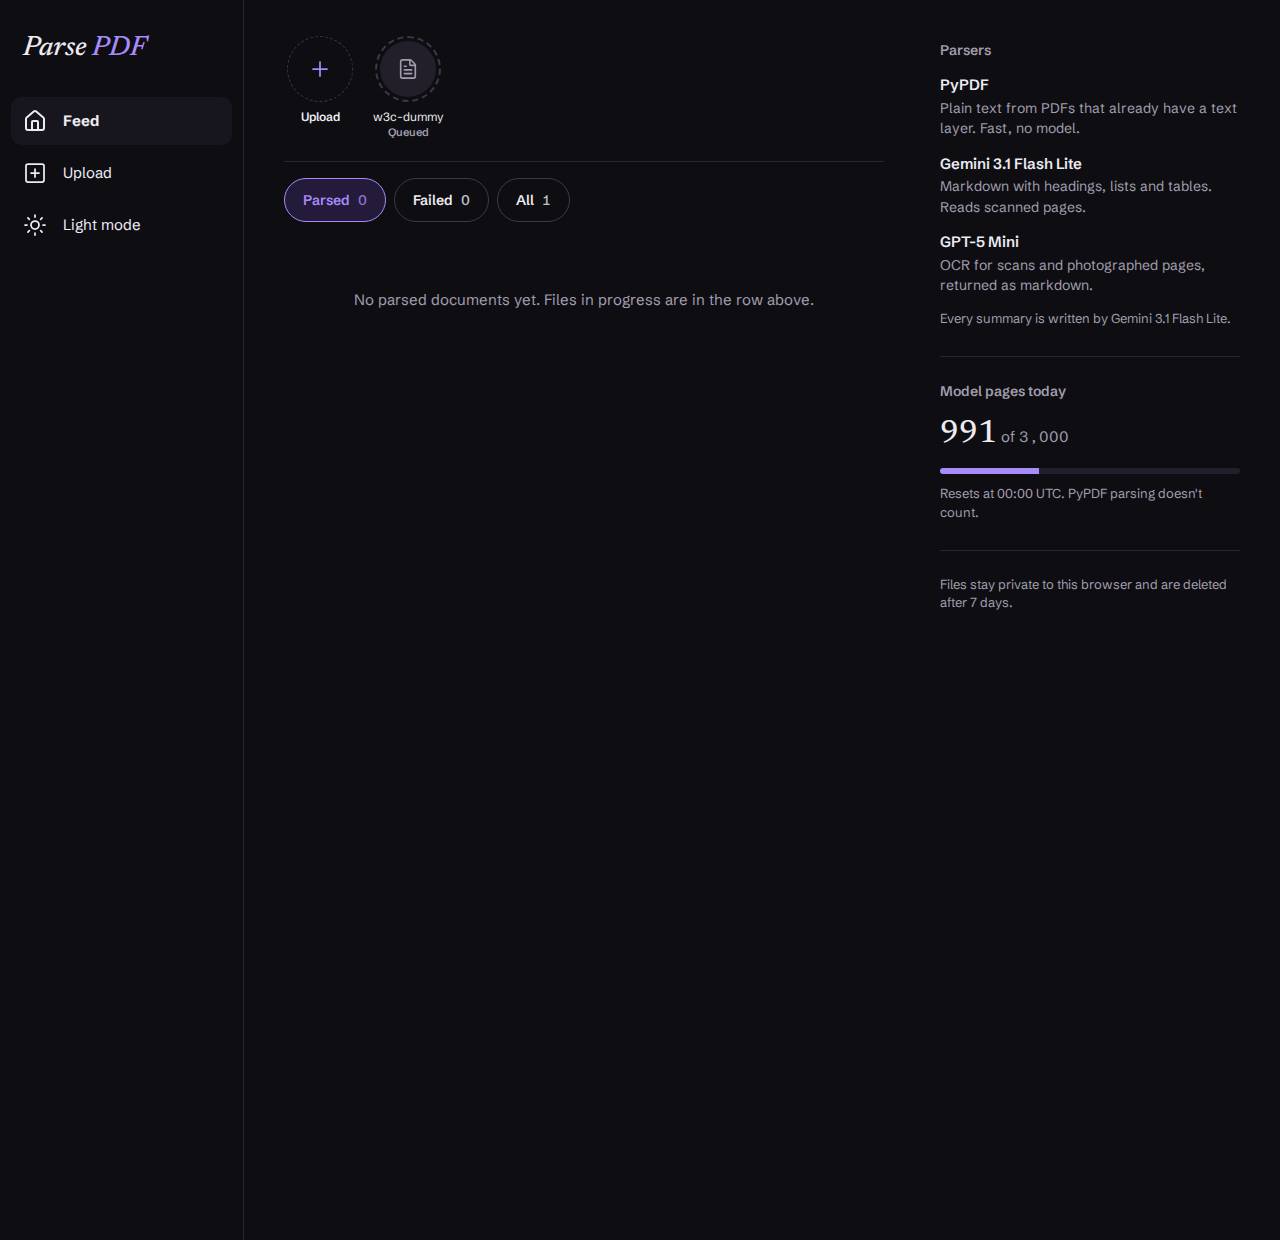 Parse PDF
Feed
Upload
Light mode
Upload
w3c-dummy
Queued
Parsed 0
Failed 0
All 1
No parsed documents yet. Files in progress are in the row above.
Parsers
PyPDF
Plain text from PDFs that already have a text
layer. Fast, no model.
Gemini 3.1 Flash Lite
Markdown with headings, lists and tables.
Reads scanned pages.
GPT-5 Mini
OCR for scans and photographed pages,
returned as markdown.
Every summary is written by Gemini 3.1 Flash Lite.
Model pages today
991 of 3,000
Resets at 00:00 UTC. PyPDF parsing doesn't
count.
Files stay private to this browser and are deleted
after 7 days.